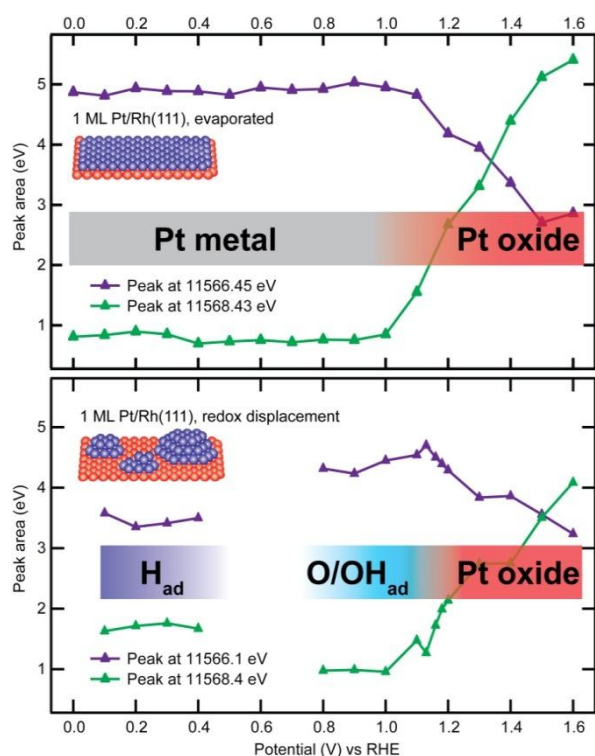 0.0 0.2 0.4 0.6 0.8 1.0 1.2 1.4 1.6
5
4
3
2
1
Peak area (eV)
1 ML Pt/Rh(111), evaporated
Pt metal
Pt oxide
Peak at 11566.45 eV
Peak at 11568.43 eV
5
4
3
2
1
Peak area (eV)
1 ML Pt/Rh(111), redox displacement
H_ad
O/OH_ad
Pt oxide
Peak at 11566.1 eV
Peak at 11568.4 eV
0.0 0.2 0.4 0.6 0.8 1.0 1.2 1.4 1.6
Potential (V) vs RHE